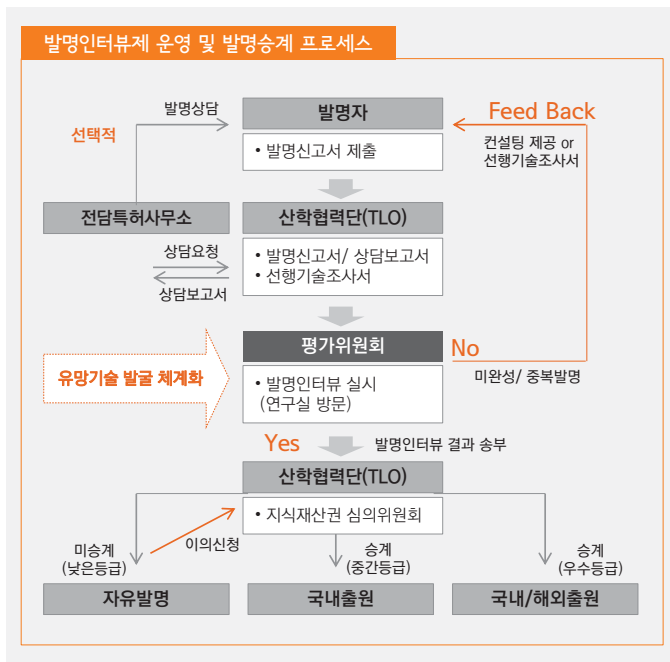 발명인터뷰제 운영 및 발명승계 프로세스
발명상담
선택적
발명자
• 발명신고서 제출
Feed Back
컨설팅 제공 or
선행기술조사서
전담특허사무소
산학협력단(TLO)
• 발명신고서/ 상담보고서
• 선행기술조사서
상담요청
상담보고서
평가위원회
• 발명인터뷰 실시
(연구실 방문)
No
미완성/ 중복발명
유망기술 발굴 체계화
Yes
발명인터뷰 결과 송부
산학협력단(TLO)
• 지식재산권 심의위원회
이의신청
미승계
(낮은등급)
승계
(중간등급)
승계
(우수등급)
자유발명
국내출원
국내/해외출원